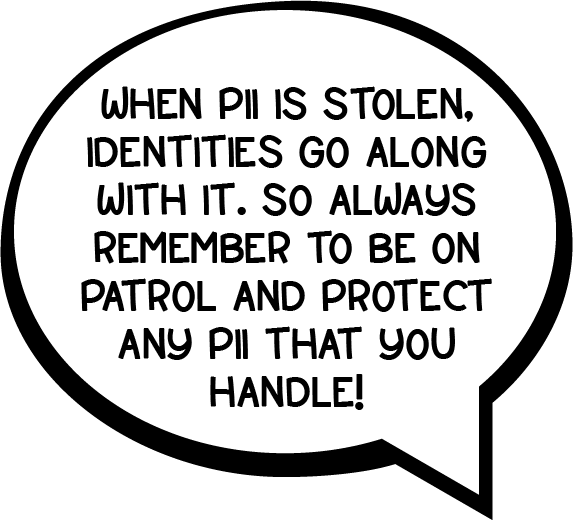 WHEN PII IS STOLEN,
IDENTITIES GO ALONG
WITH IT. SO ALWAYS
REMEMBER TO BE ON
PATROL AND PROTECT
ANY PII THAT YOU
HANDLE!